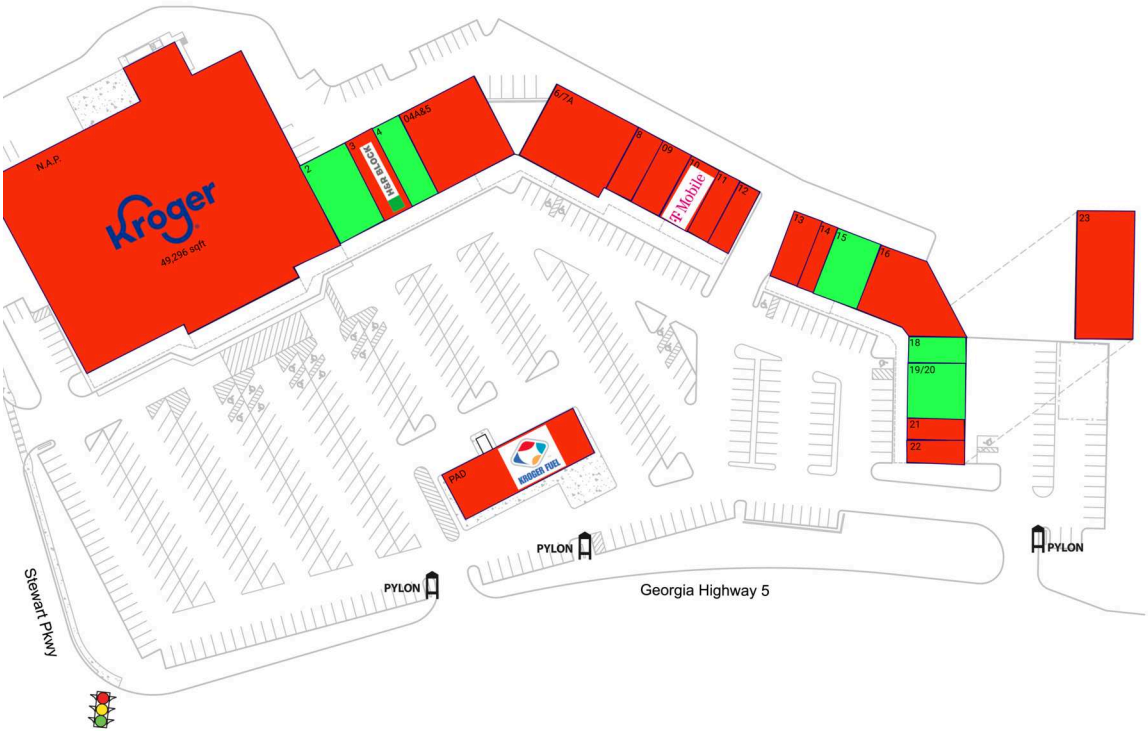 N.A.P.
Kroger
49,296 sqft
2
3
H&R BLOCK
4
04A&5
6/7A
8
09
10
T Mobile
11
12
13
14
15
16
18
19/20
21
22
23
PAD
KROGER FUEL
PYLON
PYLON
PYLON
Georgia Highway 5
Stewart Pkwy